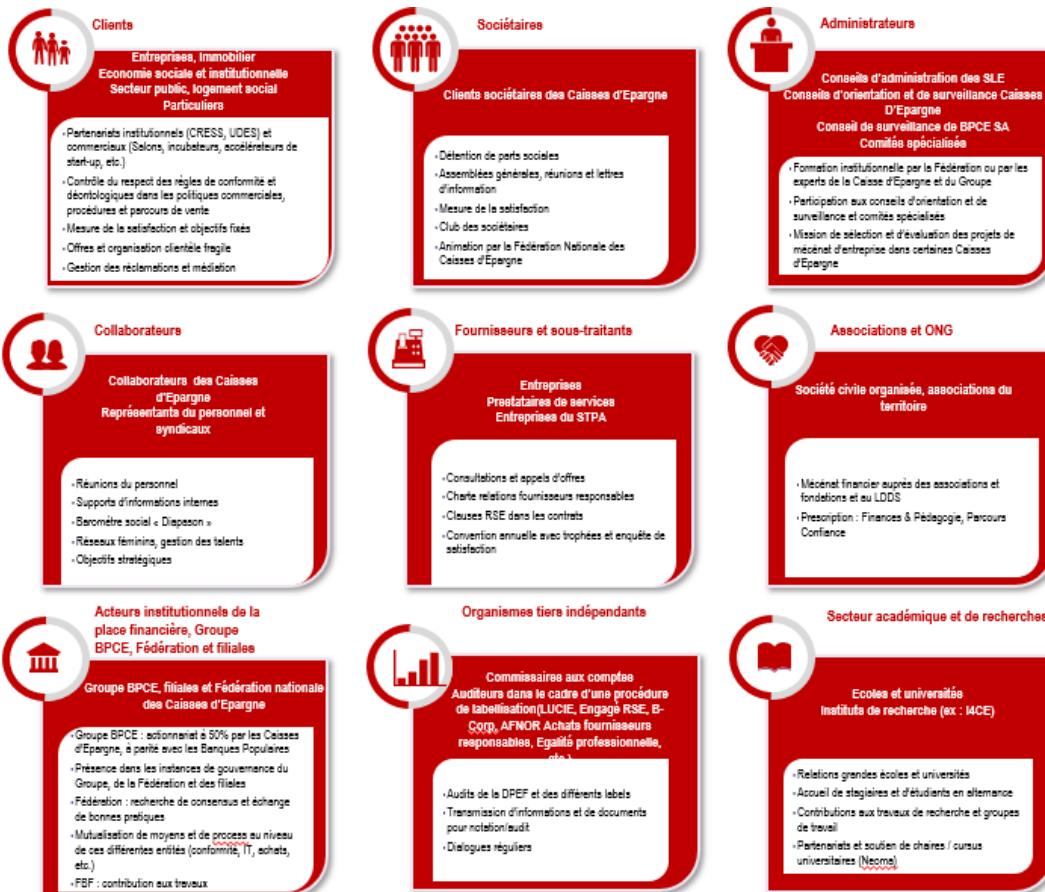 Clients
Entreprises, Immobilier
Economie sociale et institutionnelle
Secteur public, logement social
Particuliers
-Partenariats institutionnels (CRESS, UDES) et
commerciaux (Salons, incubateurs, accélérateurs de
start-up, etc.)
-Contrôle du respect des règles de conformité et
déontologiques dans les politiques commerciales,
procédures et parcours de vente
-Mesure de la satisfaction et objectifs fixés
-Offres et organisation clientèle fragile
-Gestion des réclamations et médiation
Sociétaires
Clients sociétaires des Caisses d'Epargne
-Détention de parts sociales
-Assemblées générales, réunions et lettres
d'information
-Mesure de la satisfaction
-Club des sociétaires
-Animation par la Fédération Nationale des
Caisses d'Epargne
Administrateurs
Conseils d'administration des SLE
Conseils d'orientation et de surveillance Caisses
D'Epargne
Conseil de surveillance de BPCE SA
Comités spécialisés
-Formation institutionnelle par la Fédération ou par les
experts de la Caisse d'Epargne et du Groupe
-Participation aux conseils d'orientation et de
surveillance et comités spécialisés
-Mission de sélection et d'évaluation des projets de
mécénat d'entreprise dans certaines Caisses
d'Epargne
Collaborateurs
Collaborateurs des Caisses
d'Epargne
Représentants du personnel et
syndicaux
-Réunions du personnel
-Supports d'informations internes
-Baromètre social « Diapason »
-Réseaux féminins, gestion des talents
-Objectifs stratégiques
Fournisseurs et sous-traitants
Entreprises
Prestataires de services
Entreprises du STPA
-Consultations et appels d'offres
-Charte relations fournisseurs responsables
-Clauses RSE dans les contrats
-Convention annuelle avec trophées et enquête de
satisfaction
Associations et ONG
Société civile organisée, associations du
territoire
-Mécénat financier auprès des associations et
fondations et au LDDS
-Prescription : Finances & Pédagogie, Parcours
Confiance
Acteurs institutionnels de la
place financière, Groupe
BPCE, Fédération et filiales
Groupe BPCE, filiales et Fédération nationale
des Caisses d'Epargne
-Groupe BPCE : actionnariat à 50% par les Caisses
d'Epargne, à parité avec les Banques Populaires
-Présence dans les instances de gouvernance du
Groupe, de la Fédération et des filiales
-Fédération : recherche de consensus et échange
de bonnes pratiques
-Mutualisation de moyens et de process au niveau
de ces différentes entités (conformité, IT, achats,
etc.)
-FBF : contribution aux travaux
Organismes tiers indépendants
Commissaires aux comptes
Auditeurs dans le cadre d'une procédure
de labellisation(LUCIE, Engagé RSE, B-
Corp, AFNOR Achats fournisseurs
responsables, Egalité professionnelle,
etc.)
-Audits de la DPEF et des différents labels
-Transmission d'informations et de documents
pour notation/audit
-Dialogues réguliers
Secteur académique et de recherches
Ecoles et universités
Instituts de recherche (ex : I4CE)
-Relations grandes écoles et universités
-Accueil de stagiaires et d'étudiants en alternance
-Contributions aux travaux de recherche et groupes
de travail
-Partenariats et soutien de chaires / cursus
universitaires (Neoma)